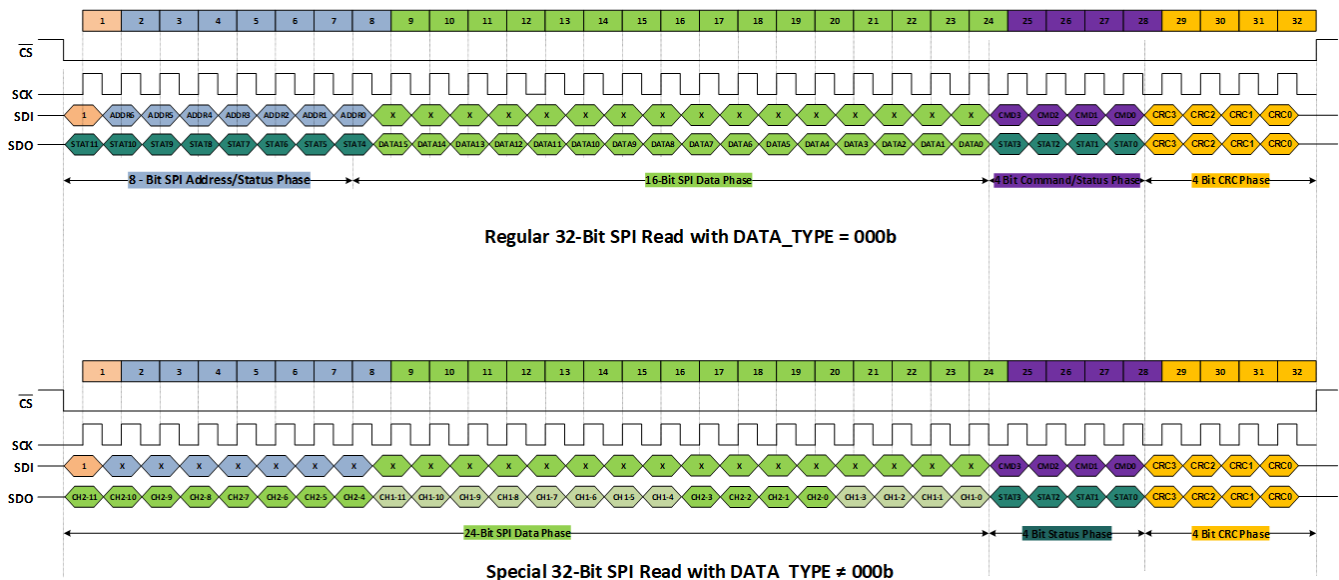 1 2 3 4 5 6 7 8 9 10 11 12 13 14 15 16 17 18 19 20 21 22 23 24 25 26 27 28 29 30 31 32
CS
SCK
SDI 1 ADDR6 ADDR5 ADDR4 ADDR3 ADDR2 ADDR1 ADDR0 X X X X X X X X X X X X X X X X CMD3 CMD2 CMD1 CMD0 CRC3 CRC2 CRC1 CRC0
SDO STAT11 STAT10 STAT9 STAT8 STAT7 STAT6 STAT5 STAT4 DATA15 DATA14 DATA13 DATA12 DATA11 DATA10 DATA9 DATA8 DATA7 DATA6 DATA5 DATA4 DATA3 DATA2 DATA1 DATA0 STAT3 STAT2 STAT1 STAT0 CRC3 CRC2 CRC1 CRC0
8 - Bit SPI Address/Status Phase 16-Bit SPI Data Phase 4 Bit Command/Status Phase 4 Bit CRC Phase
Regular 32-Bit SPI Read with DATA_TYPE = 000b
1 2 3 4 5 6 7 8 9 10 11 12 13 14 15 16 17 18 19 20 21 22 23 24 25 26 27 28 29 30 31 32
CS
SCK
SDI 1 X X X X X X X X X X X X X X X X X X X X X X X CMD3 CMD2 CMD1 CMD0 CRC3 CRC2 CRC1 CRC0
SDO CH2-11 CH2-10 CH2-9 CH2-8 CH2-7 CH2-6 CH2-5 CH2-4 CH1-11 CH1-10 CH1-9 CH1-8 CH1-7 CH1-6 CH1-5 CH1-4 CH2-3 CH2-2 CH2-1 CH2-0 CH1-3 CH1-2 CH1-1 CH1-0 STAT3 STAT2 STAT1 STAT0 CRC3 CRC2 CRC1 CRC0
24-Bit SPI Data Phase 4 Bit Status Phase 4 Bit CRC Phase
Special 32-Bit SPI Read with DATA_TYPE ≠ 000b